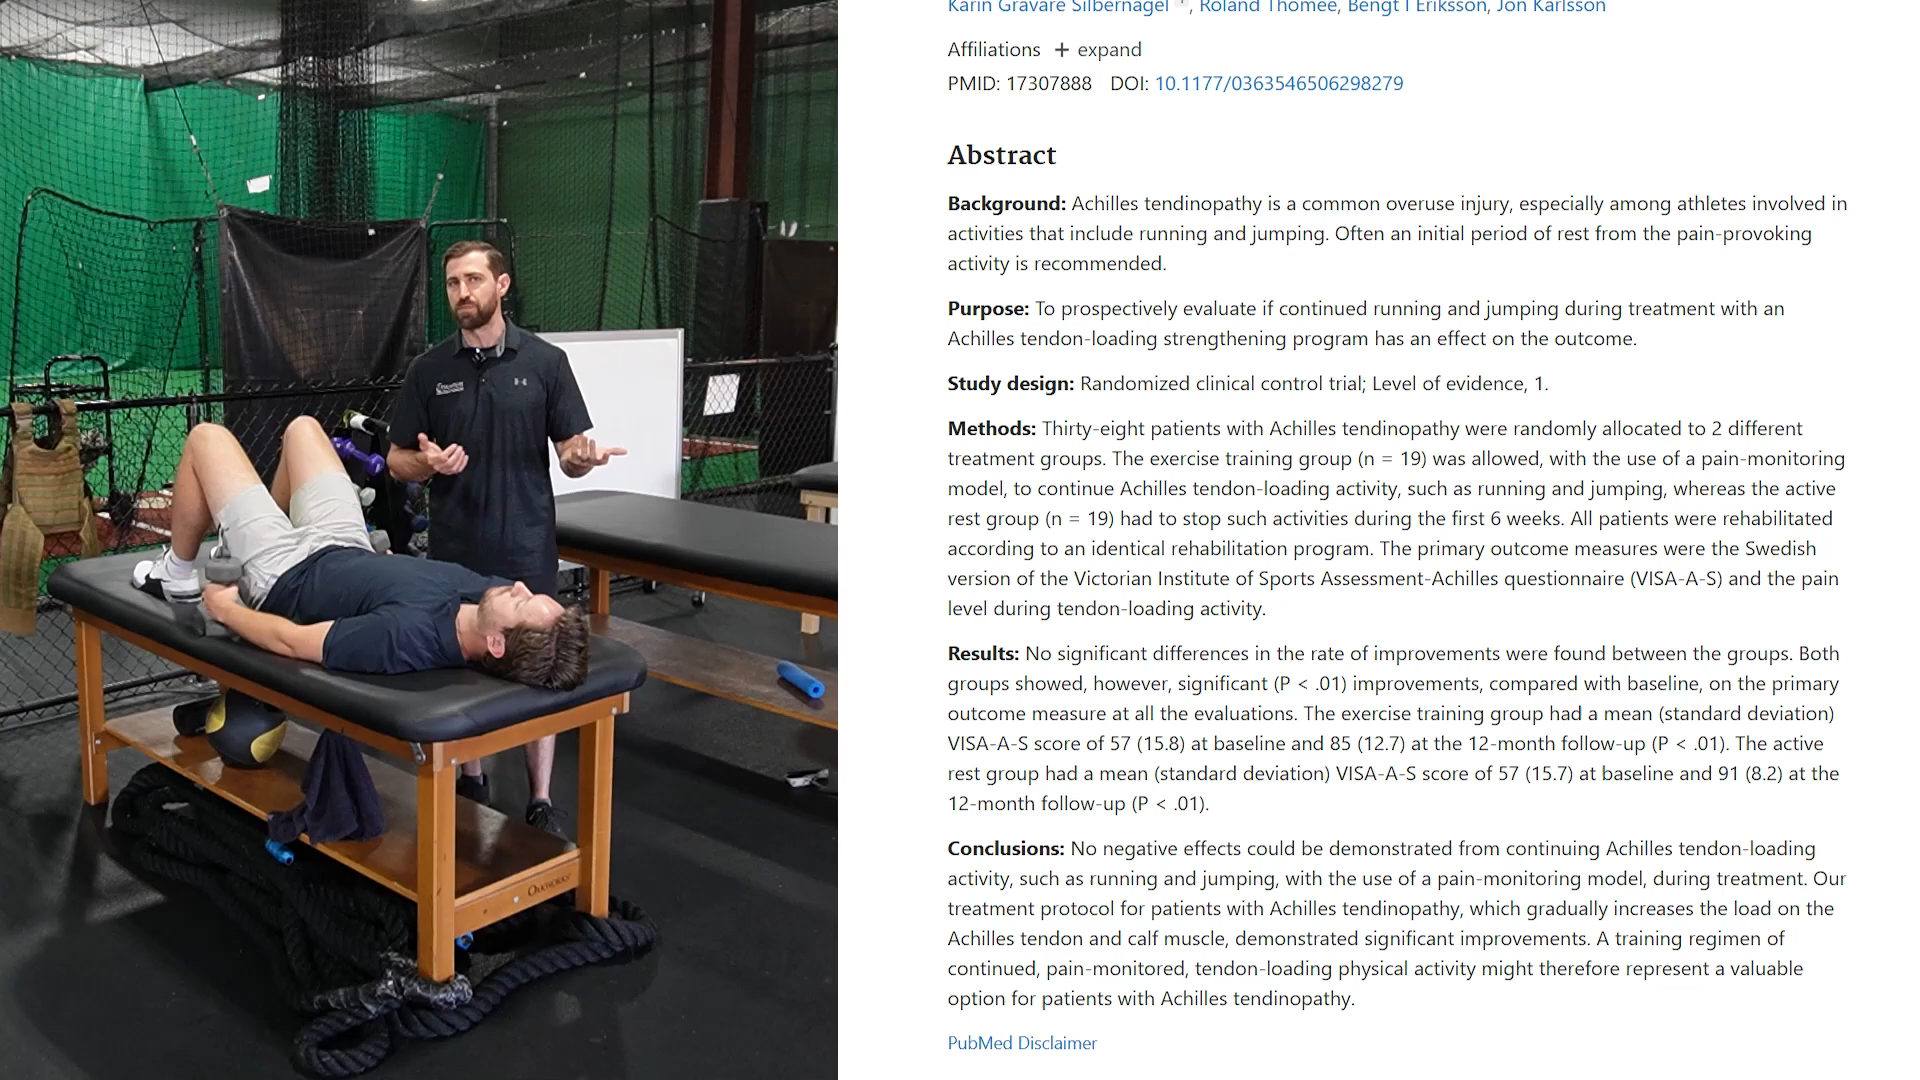 Karin Grävare Silbernagel 1, Roland Thomeé, Bengt I Eriksson, Jon Karlsson
Affiliations + expand
PMID: 17307888 DOI: 10.1177/0363546506298279
Abstract
Background: Achilles tendinopathy is a common overuse injury, especially among athletes involved in
activities that include running and jumping. Often an initial period of rest from the pain-provoking
activity is recommended.
Purpose: To prospectively evaluate if continued running and jumping during treatment with an
Achilles tendon-loading strengthening program has an effect on the outcome.
Study design: Randomized clinical control trial; Level of evidence, 1.
Methods: Thirty-eight patients with Achilles tendinopathy were randomly allocated to 2 different
treatment groups. The exercise training group (n = 19) was allowed, with the use of a pain-monitoring
model, to continue Achilles tendon-loading activity, such as running and jumping, whereas the active
rest group (n = 19) had to stop such activities during the first 6 weeks. All patients were rehabilitated
according to an identical rehabilitation program. The primary outcome measures were the Swedish
version of the Victorian Institute of Sports Assessment-Achilles questionnaire (VISA-A-S) and the pain
level during tendon-loading activity.
Results: No significant differences in the rate of improvements were found between the groups. Both
groups showed, however, significant (P < .01) improvements, compared with baseline, on the primary
outcome measure at all the evaluations. The exercise training group had a mean (standard deviation)
VISA-A-S score of 57 (15.8) at baseline and 85 (12.7) at the 12-month follow-up (P < .01). The active
rest group had a mean (standard deviation) VISA-A-S score of 57 (15.7) at baseline and 91 (8.2) at the
12-month follow-up (P < .01).
Conclusions: No negative effects could be demonstrated from continuing Achilles tendon-loading
activity, such as running and jumping, with the use of a pain-monitoring model, during treatment. Our
treatment protocol for patients with Achilles tendinopathy, which gradually increases the load on the
Achilles tendon and calf muscle, demonstrated significant improvements. A training regimen of
continued, pain-monitored, tendon-loading physical activity might therefore represent a valuable
option for patients with Achilles tendinopathy.
PubMed Disclaimer
OAKWORKS